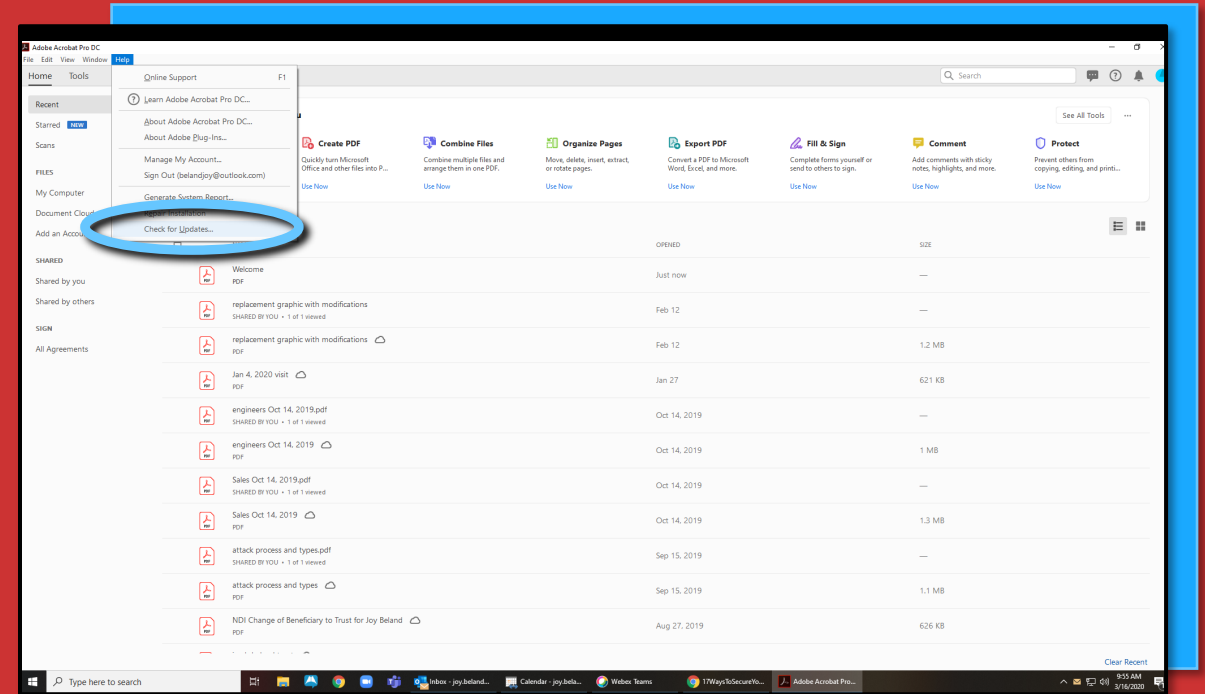 Adobe Acrobat Pro DC
File Edit View Window Help
Home Tools
Search
Online Support F1
Learn Adobe Acrobat Pro DC...
About Adobe Acrobat Pro DC...
About Adobe Plug-Ins...
Manage My Account...
Sign Out (belandjoy@outlook.com)
Generate System Report...
Repair Installation
Check for Updates...
Recent
Starred NEW
Scans
FILES
My Computer
Document Cloud
Add an Accou
SHARED
Shared by you
Shared by others
SIGN
All Agreements
See All Tools ...
Create PDF
Quickly turn Microsoft
Office and other files into P...
Use Now
Combine Files
Combine multiple files and
arrange them in one PDF.
Use Now
Organize Pages
Move, delete, insert, extract,
or rotate pages.
Use Now
Export PDF
Convert a PDF to Microsoft
Word, Excel, and more.
Use Now
Fill & Sign
Complete forms yourself or
send to others to sign.
Use Now
Comment
Add comments with sticky
notes, highlights, and more.
Use Now
Protect
Prevent others from
copying, editing, and printi...
Use Now
OPENED SIZE
Welcome
PDF
Just now —
replacement graphic with modifications
SHARED BY YOU • 1 of 1 viewed
Feb 12 —
replacement graphic with modifications
PDF
Feb 12 1.2 MB
Jan 4, 2020 visit
PDF
Jan 27 621 KB
engineers Oct 14, 2019.pdf
SHARED BY YOU • 1 of 1 viewed
Oct 14, 2019 —
engineers Oct 14, 2019
PDF
Oct 14, 2019 1 MB
Sales Oct 14, 2019.pdf
SHARED BY YOU • 1 of 1 viewed
Oct 14, 2019 —
Sales Oct 14, 2019
PDF
Oct 14, 2019 1.3 MB
attack process and types.pdf
SHARED BY YOU • 1 of 1 viewed
Sep 15, 2019 —
attack process and types
PDF
Sep 15, 2019 1.1 MB
NDI Change of Beneficiary to Trust for Joy Beland
PDF
Aug 27, 2019 626 KB
Clear Recent
Type here to search
Inbox - joy.beland...
Calendar - joy.bela...
Webex Teams
17WaysToSecureYo...
Adobe Acrobat Pro...
9:55 AM
3/16/2020